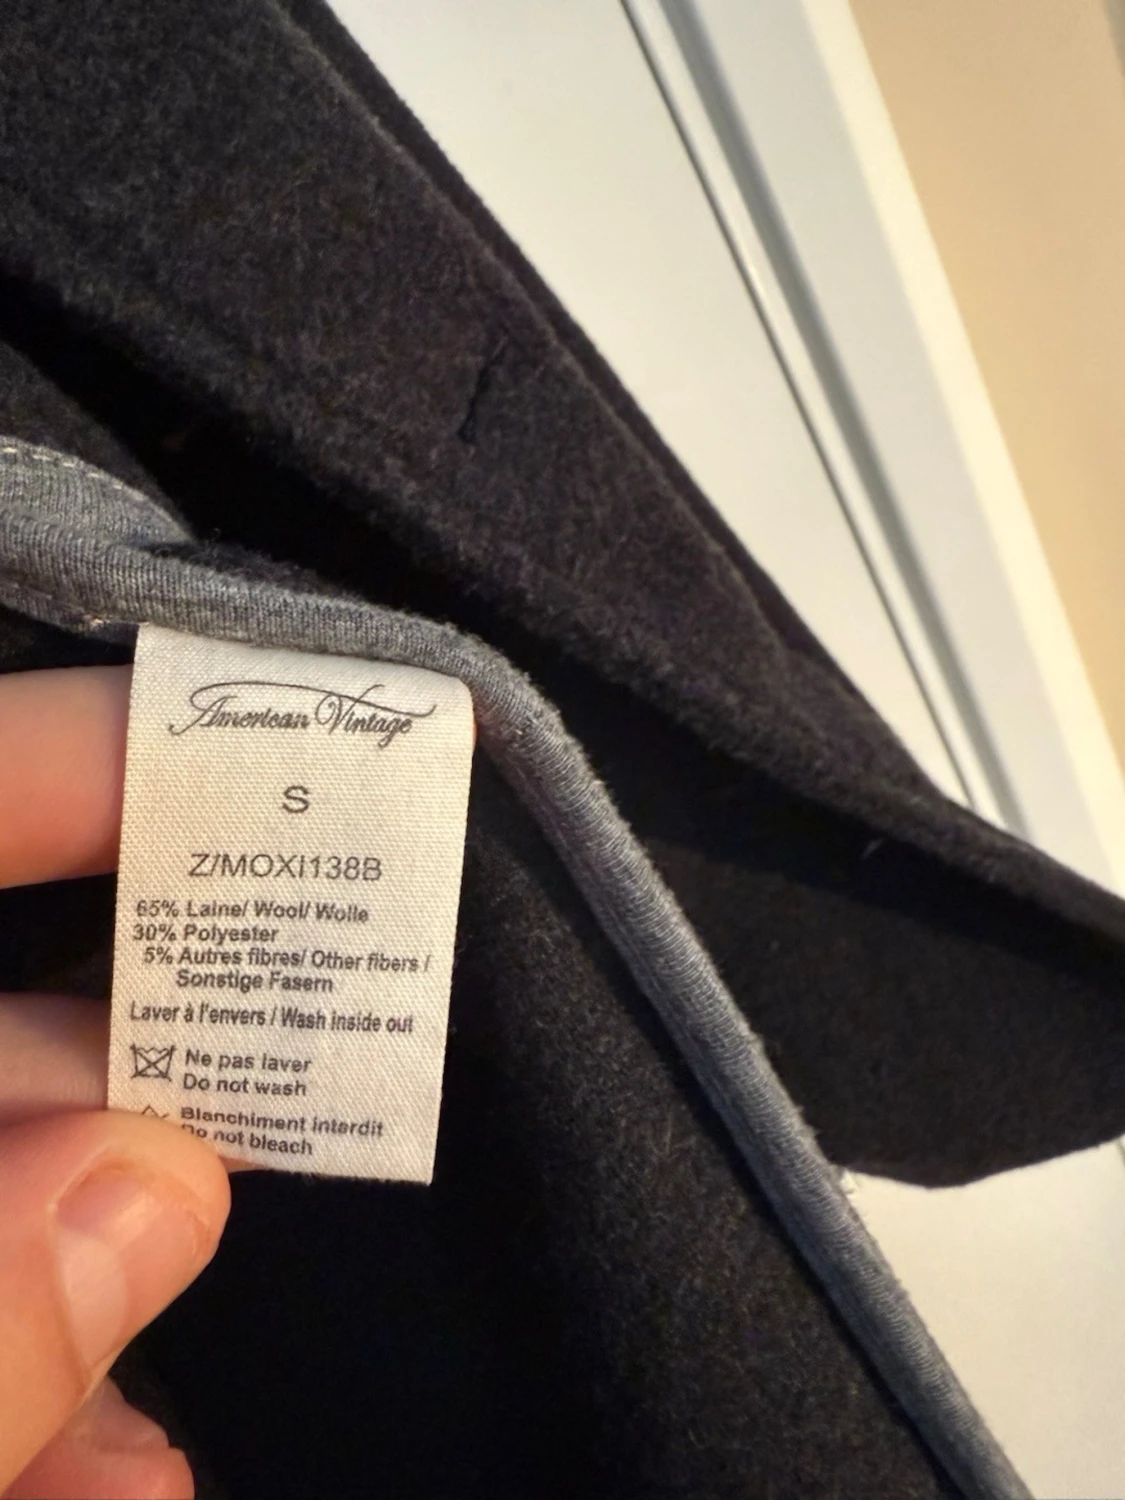 American Vintage
S
Z/MOXI138B
65% Laine/ Wool/ Wolle
30% Polyester
5% Autres fibres/ Other fibers /
Sonstige Fasern
Laver à l'envers / Wash inside out
Ne pas laver
Do not wash
Blanchiment interdit
Do not bleach